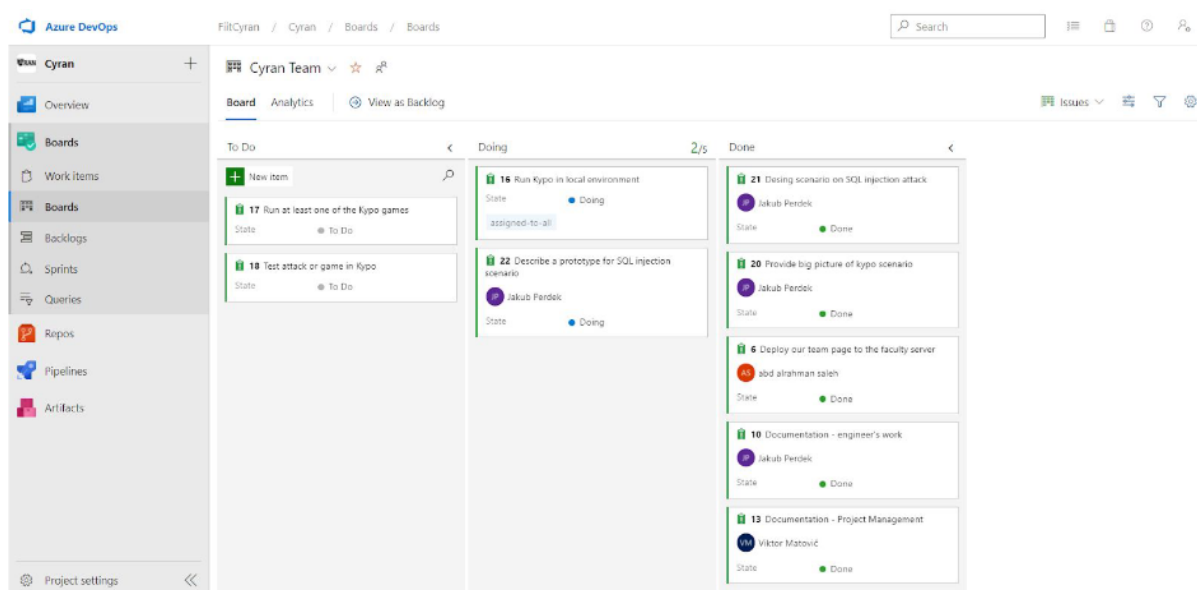 Azure DevOps
FiitCyran / Cyran / Boards / Boards
Search
CYRAN Cyran
Overview
Boards
Work items
Boards
Backlogs
Sprints
Queries
Repos
Pipelines
Artifacts
Project settings
Cyran Team
Board Analytics View as Backlog
Issues
To Do
New item
17 Run at least one of the Kypo games
State To Do
18 Test attack or game in Kypo
State To Do
Doing 2/5
16 Run Kypo in local environment
State Doing
assigned-to-all
22 Describe a prototype for SQL injection
scenario
JP Jakub Perdek
State Doing
Done
21 Desing scenario on SQL injection attack
JP Jakub Perdek
State Done
20 Provide big picture of kypo scenario
JP Jakub Perdek
State Done
6 Deploy our team page to the faculty server
AS abd alrahman saleh
State Done
10 Documentation - engineer's work
JP Jakub Perdek
State Done
13 Documentation - Project Management
VM Viktor Matovič
State Done